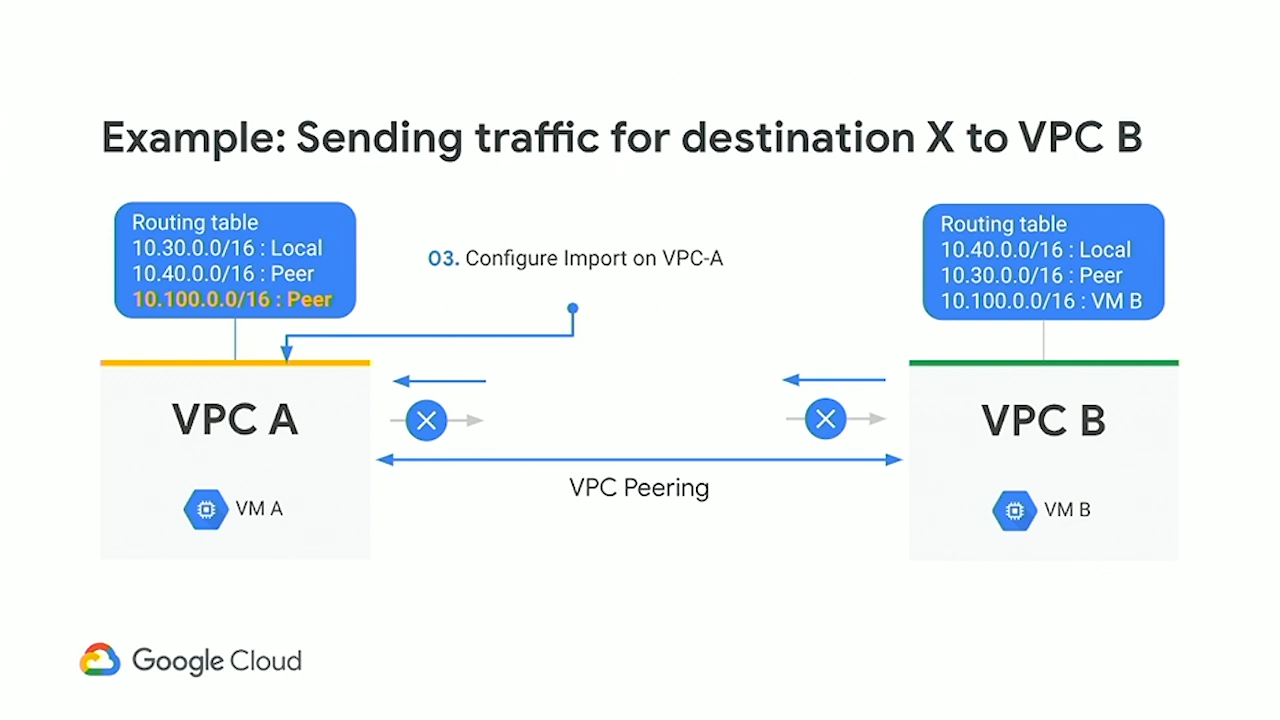 Example: Sending traffic for destination X to VPC B
Routing table
10.30.0.0/16 : Local
10.40.0.0/16 : Peer
10.100.0.0/16 : Peer
03. Configure Import on VPC-A
Routing table
10.40.0.0/16 : Local
10.30.0.0/16 : Peer
10.100.0.0/16 : VM B
VPC A
VM A
VPC Peering
VPC B
VM B
Google Cloud